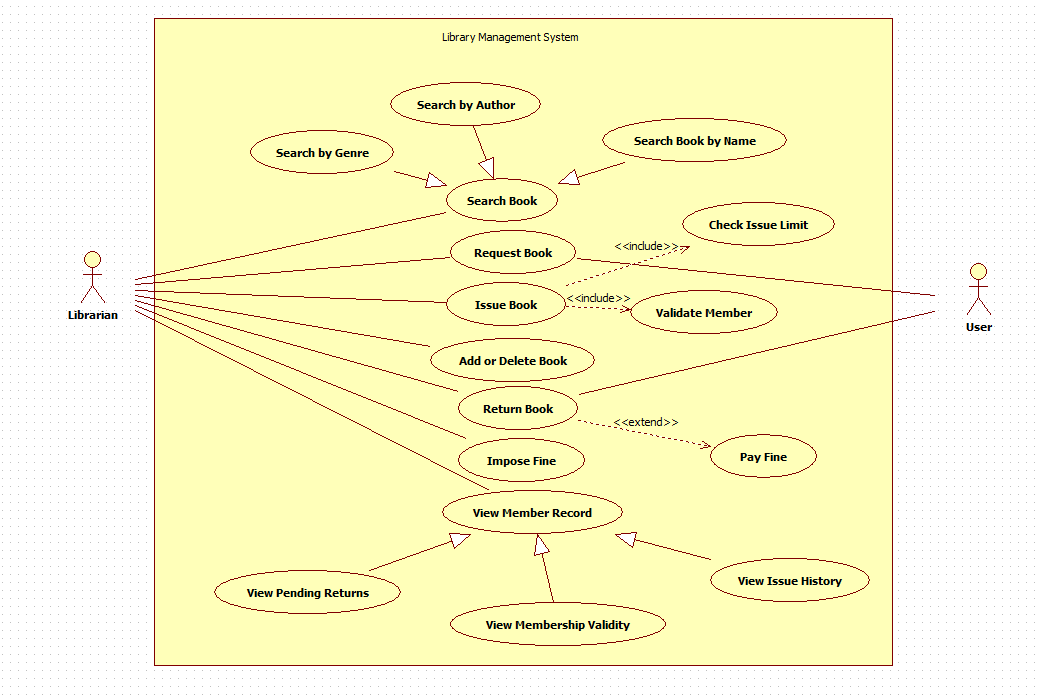 Library Management System
Search by Author
Search by Genre
Search Book by Name
Search Book
Check Issue Limit
<<include>>
Request Book
<<include>>
Issue Book
Validate Member
Librarian
User
Add or Delete Book
Return Book
<<extend>>
Pay Fine
Impose Fine
View Member Record
View Issue History
View Pending Returns
View Membership Validity